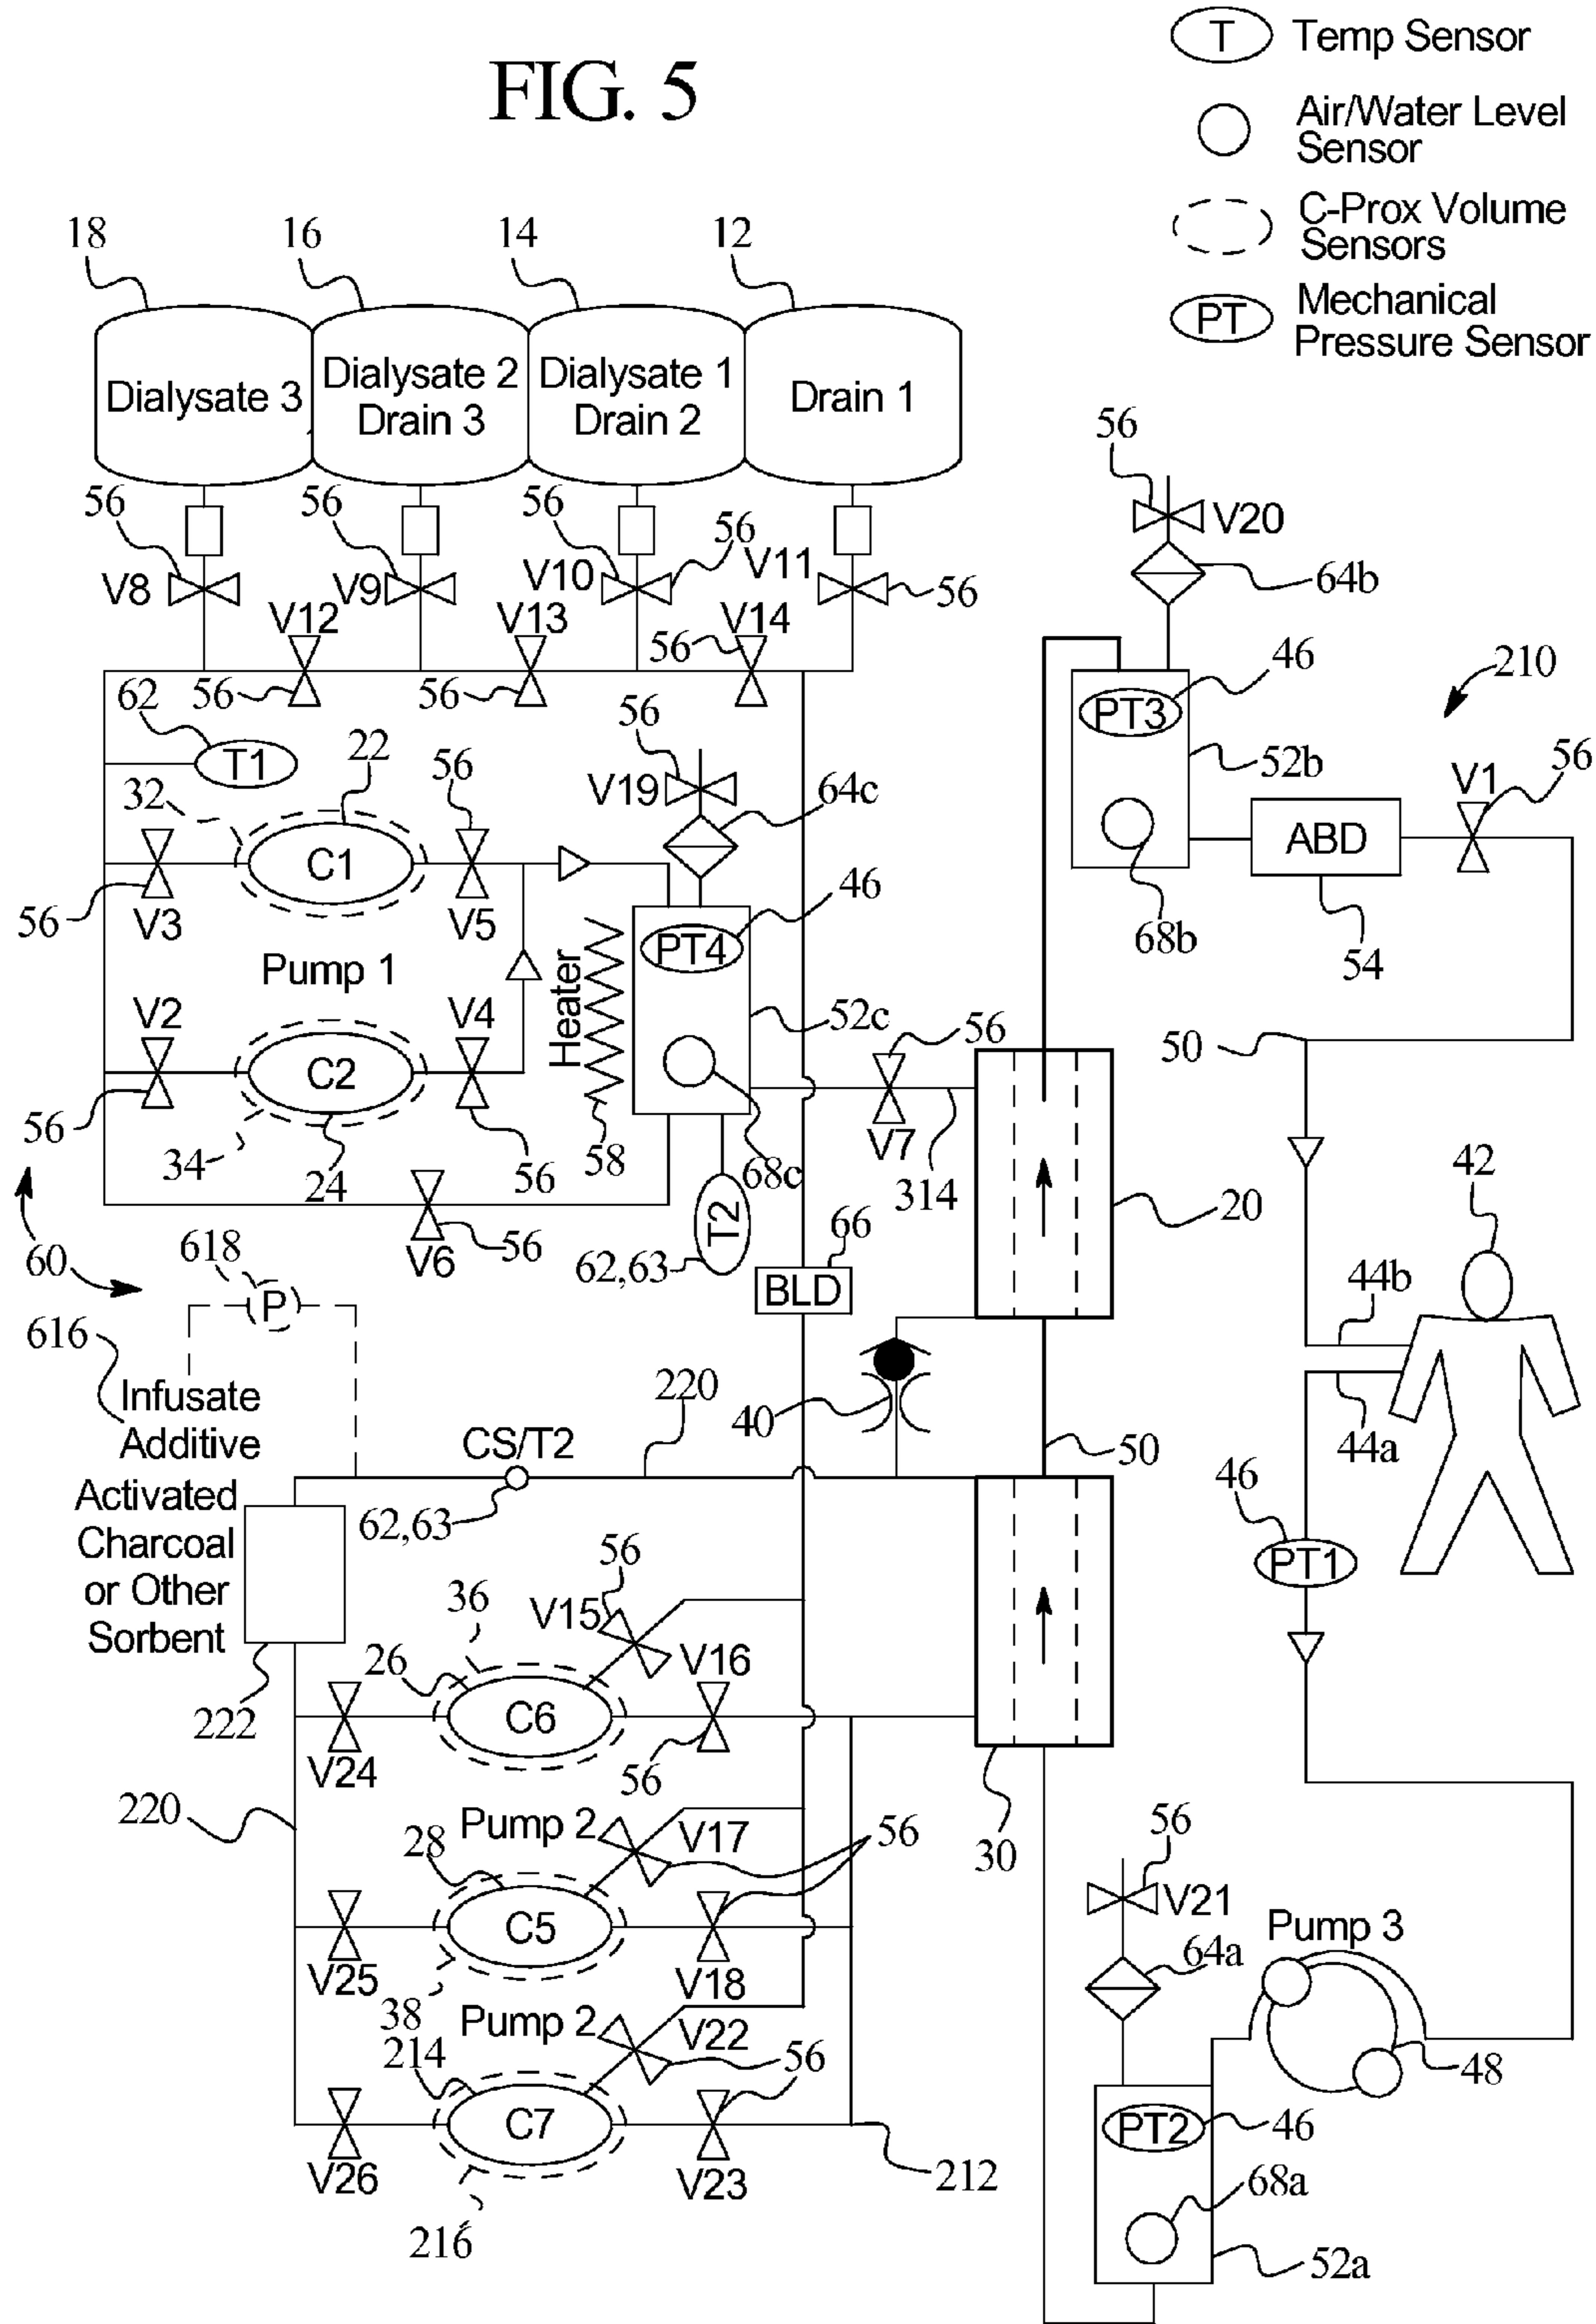 FIG. 5
T Temp Sensor
Air/Water Level
Sensor
C-Prox Volume
Sensors
PT Mechanical
Pressure Sensor
18 16 14 12
Dialysate 3
Dialysate 2
Drain 3
Dialysate 1
Drain 2
Drain 1
56 56 56 56
V8 V9 V10 V11 56
V12 V13 V14
56 56 56
56
V20
64b
46
210
PT3
52b
V1 56
ABD
68b
54
62
T1
22
32
56
C1
56
V3 V5
Pump 1
56
V19
64c
46
PT4
Heater
52c
V2 V4
C2
56
34
24
56
58
68c
56
V7
314
50
20
42
V6
56
60
T2
62,63
66
BLD
618
P
616
Infusate
Additive
44b
44a
220
40
50
CS/T2
62,63
Activated
Charcoal
or Other
Sorbent
222
46
PT1
56
V15
36
26
C6
V16
V24
56
220
30
Pump 2
28
V17
56
C5
V25
V18
38
Pump 2
V22
214
56
C7
V26
V23
216
212
56
V21
Pump 3
64a
48
PT2
46
68a
52a